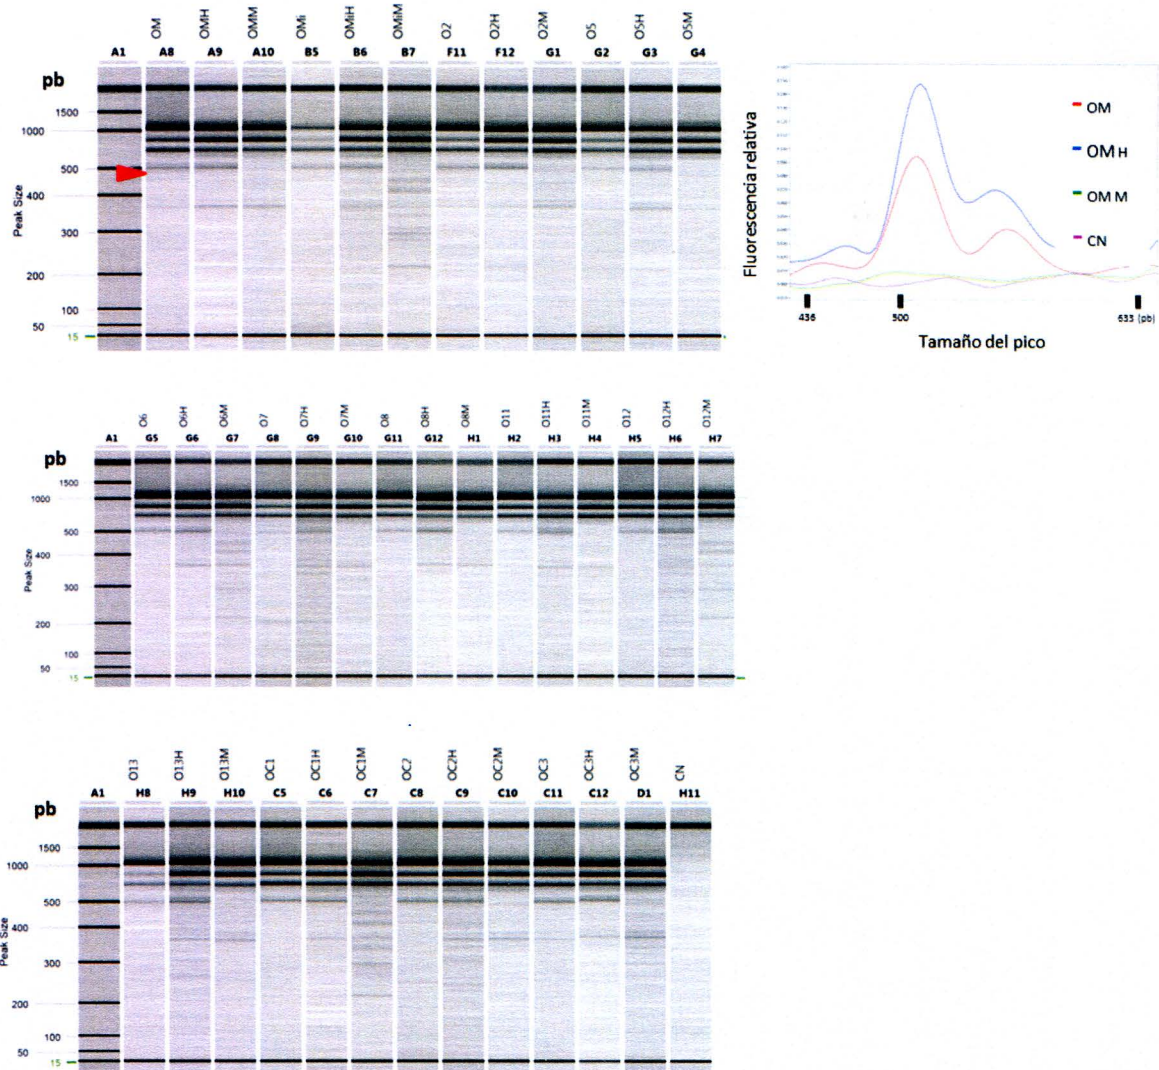 OM OMH OMM OMi OMiH OMiM O2 O2H O2M O5 O5H O5M
A1 A8 A9 A10 B5 B6 B7 F11 F12 G1 G2 G3 G4
pb
1500
1000
500
400
300
200
100
50
15
Peak Size
Fluorescencia relativa
OM
OM H
OM M
CN
436 500 633 (pb)
Tamaño del pico
O6 O6H O6M O7 O7H O7M O8 O8H O8M O11 O11H O11M O12 O12H O12M
A1 G5 G6 G7 G8 G9 G10 G11 G12 H1 H2 H3 H4 H5 H6 H7
pb
1500
1000
500
400
300
200
100
50
15
Peak Size
O13 O13H O13M OC1 OC1H OC1M OC2 OC2H OC2M OC3 OC3H OC3M CN
A1 H8 H9 H10 C5 C6 C7 C8 C9 C10 C11 C12 D1 H11
pb
1500
1000
500
400
300
200
100
50
15
Peak Size